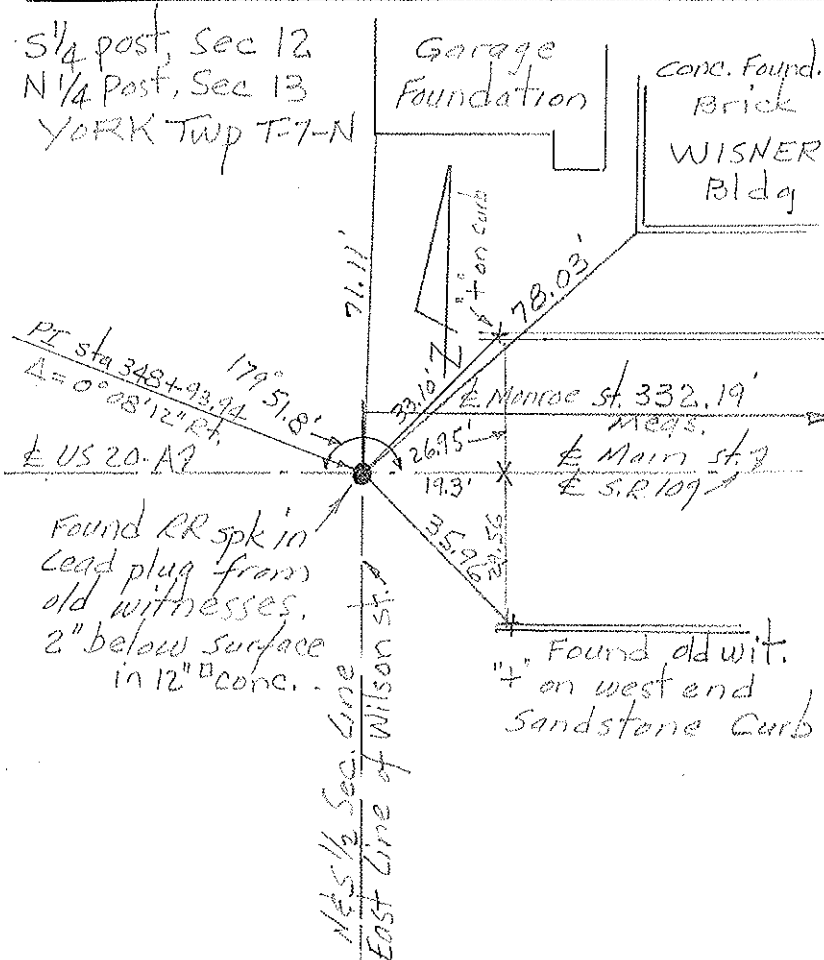 S 1/4 post, Sec 12
N 1/4 Post, Sec 13
YORK Twp T-7-N
Garage
Foundation
Conc. Found.
Brick
WISNER
Bldg
71.11'
"+" on curb
78.03'
PI sta 348+93.94
Δ = 0° 08' 12" Rt.
179° 51.8'
33.10'
Z
℄ Monroe St. 332.19'
Meas.
26.95'
℄ US 20-A
19.3'
℄ Main St.
℄ S.R. 109
35.96
Found RR spk in
Lead plug from
old witnesses.
2" below surface
in 12"□ conc.
"+" Found old wit.
on west end
Sandstone Curb
N&S 1/2 Sec. Line
East Line of Wilson St.